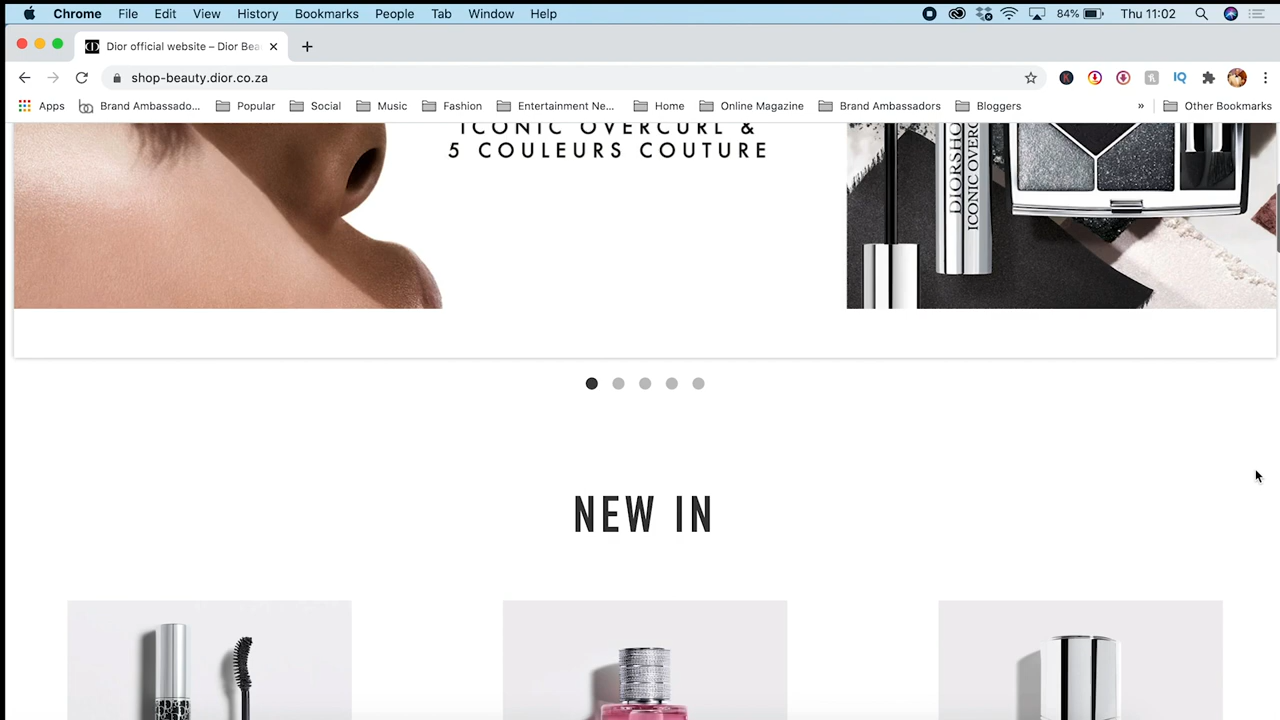 Chrome File Edit View History Bookmarks People Tab Window Help 84% Thu 11:02
Dior official website – Dior Bea
shop-beauty.dior.co.za
Apps Brand Ambassado... Popular Social Music Fashion Entertainment Ne... Home Online Magazine Brand Ambassadors Bloggers » Other Bookmarks
ICONIC OVERCURL &
5 COULEURS COUTURE
DIORSHO
ICONIC OVERC
NEW IN